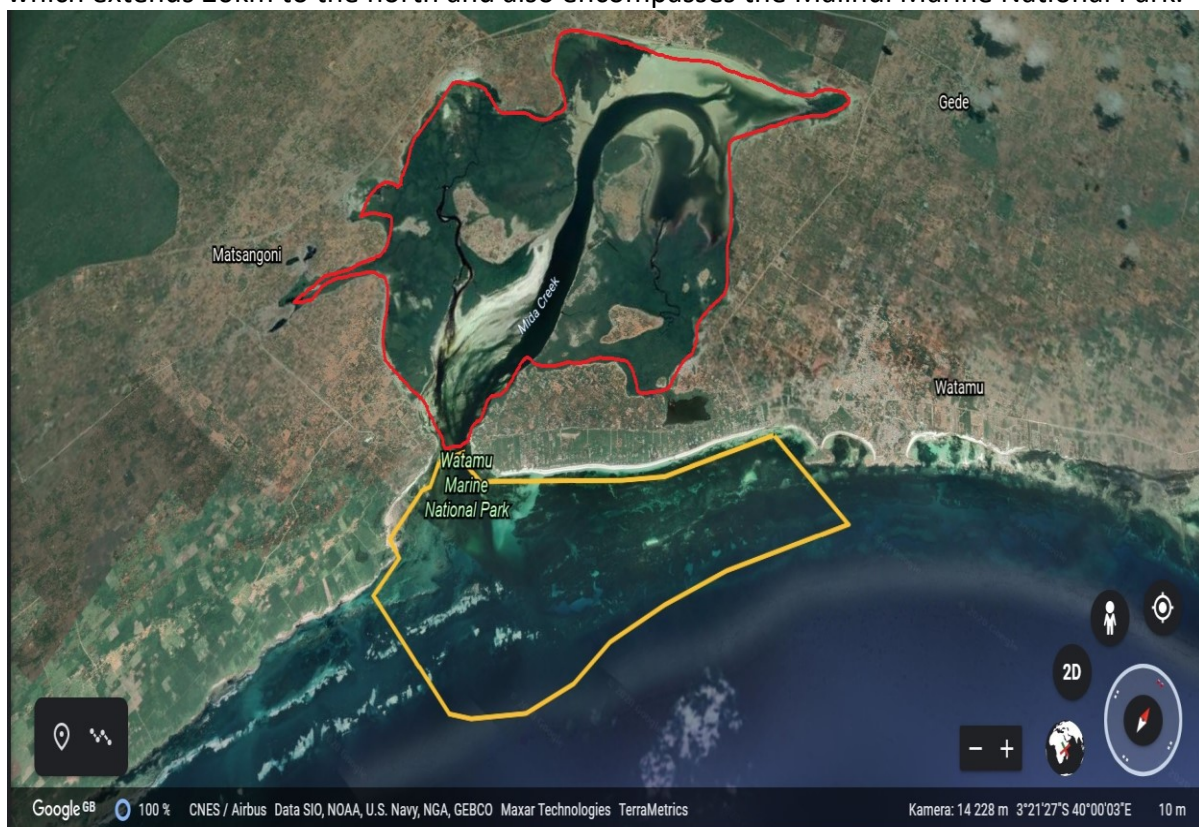 which extends 20km to the north and also encompasses the Malindi Marine National Park.
Gede
Matsangoni
Mida Creek
Watamu
Watamu
Marine
National Park
2D
Google GB 100 % CNES / Airbus Data SIO, NOAA, U.S. Navy, NGA, GEBCO Maxar Technologies TerraMetrics Kamera: 14 228 m 3°21'27"S 40°00'03"E 10 m